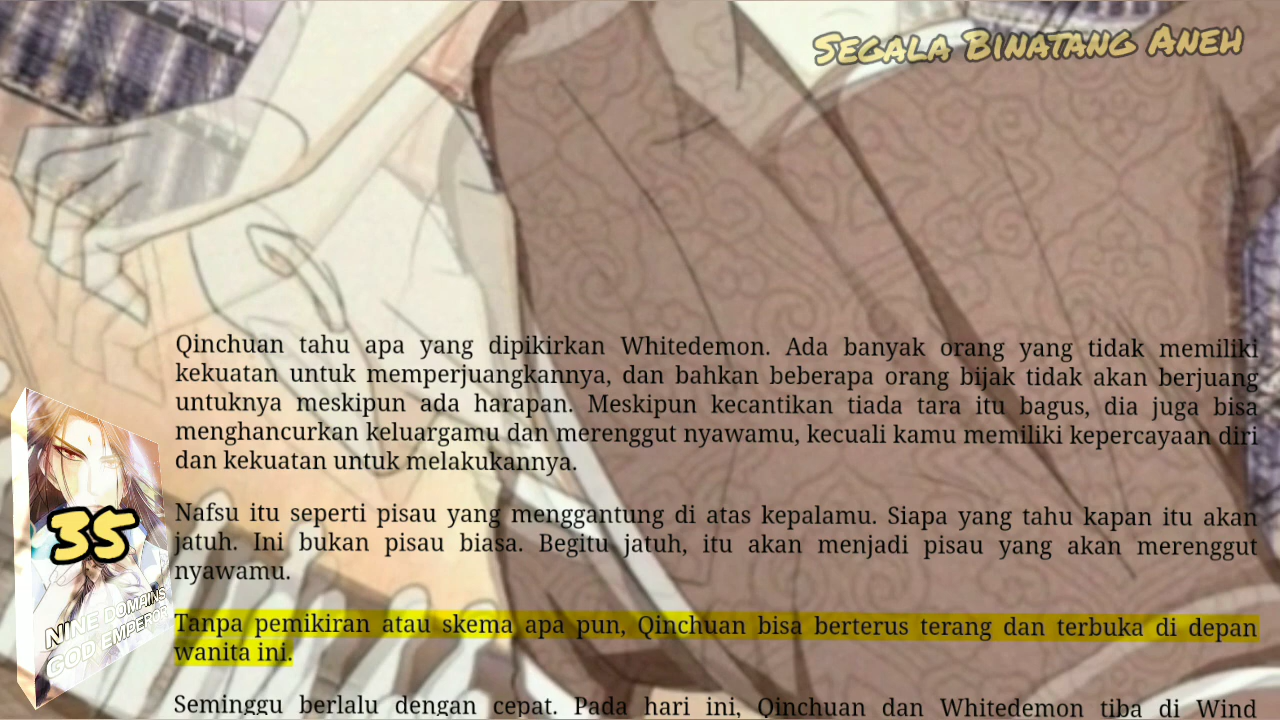 Segala Binatang Aneh
Qinchuan tahu apa yang dipikirkan Whitedemon. Ada banyak orang yang tidak memiliki
kekuatan untuk memperjuangkannya, dan bahkan beberapa orang bijak tidak akan berjuang
untuknya meskipun ada harapan. Meskipun kecantikan tiada tara itu bagus, dia juga bisa
menghancurkan keluargamu dan merenggut nyawamu, kecuali kamu memiliki kepercayaan diri
dan kekuatan untuk melakukannya.
Nafsu itu seperti pisau yang menggantung di atas kepalamu. Siapa yang tahu kapan itu akan
jatuh. Ini bukan pisau biasa. Begitu jatuh, itu akan menjadi pisau yang akan merenggut
nyawamu.
Tanpa pemikiran atau skema apa pun, Qinchuan bisa berterus terang dan terbuka di depan
wanita ini.
Seminggu berlalu dengan cepat. Pada hari ini, Qinchuan dan Whitedemon tiba di Wind
35
NINE DOMAINS
GOD EMPEROR